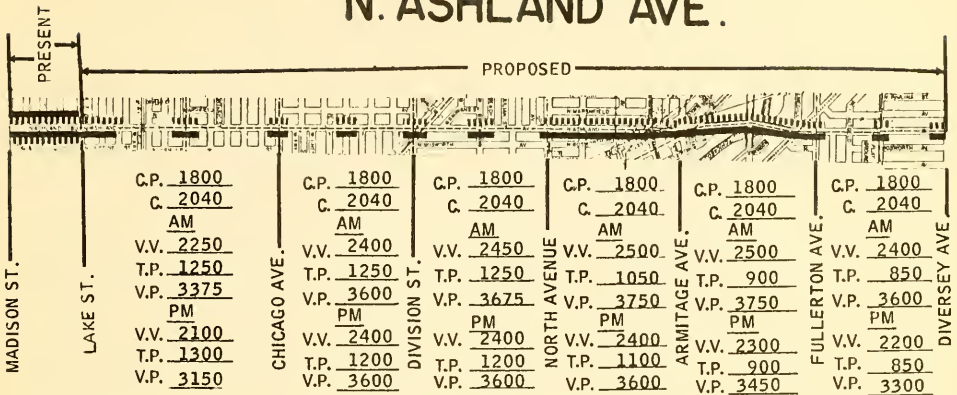 N. ASHLAND AVE.
PRESENT
PROPOSED
MADISON ST.
LAKE ST.
C.P. 1800
C. 2040
AM
V.V. 2250
T.P. 1250
V.P. 3375
PM
V.V. 2100
T.P. 1300
V.P. 3150
CHICAGO AVE.
C.P. 1800
C. 2040
AM
V.V. 2400
T.P. 1250
V.P. 3600
PM
V.V. 2400
T.P. 1200
V.P. 3600
DIVISION ST.
C.P. 1800
C. 2040
AM
V.V. 2450
T.P. 1250
V.P. 3675
PM
V.V. 2400
T.P. 1200
V.P. 3600
NORTH AVENUE
C.P. 1800
C. 2040
AM
V.V. 2500
T.P. 1050
V.P. 3750
PM
V.V. 2400
T.P. 1100
V.P. 3600
ARMITAGE AVE.
C.P. 1800
C. 2040
AM
V.V. 2500
T.P. 900
V.P. 3750
PM
V.V. 2300
T.P. 900
V.P. 3450
FULLERTON AVE.
C.P. 1800
C. 2040
AM
V.V. 2400
T.P. 850
V.P. 3600
PM
V.V. 2200
T.P. 850
V.P. 3300
DIVERSEY AVE.